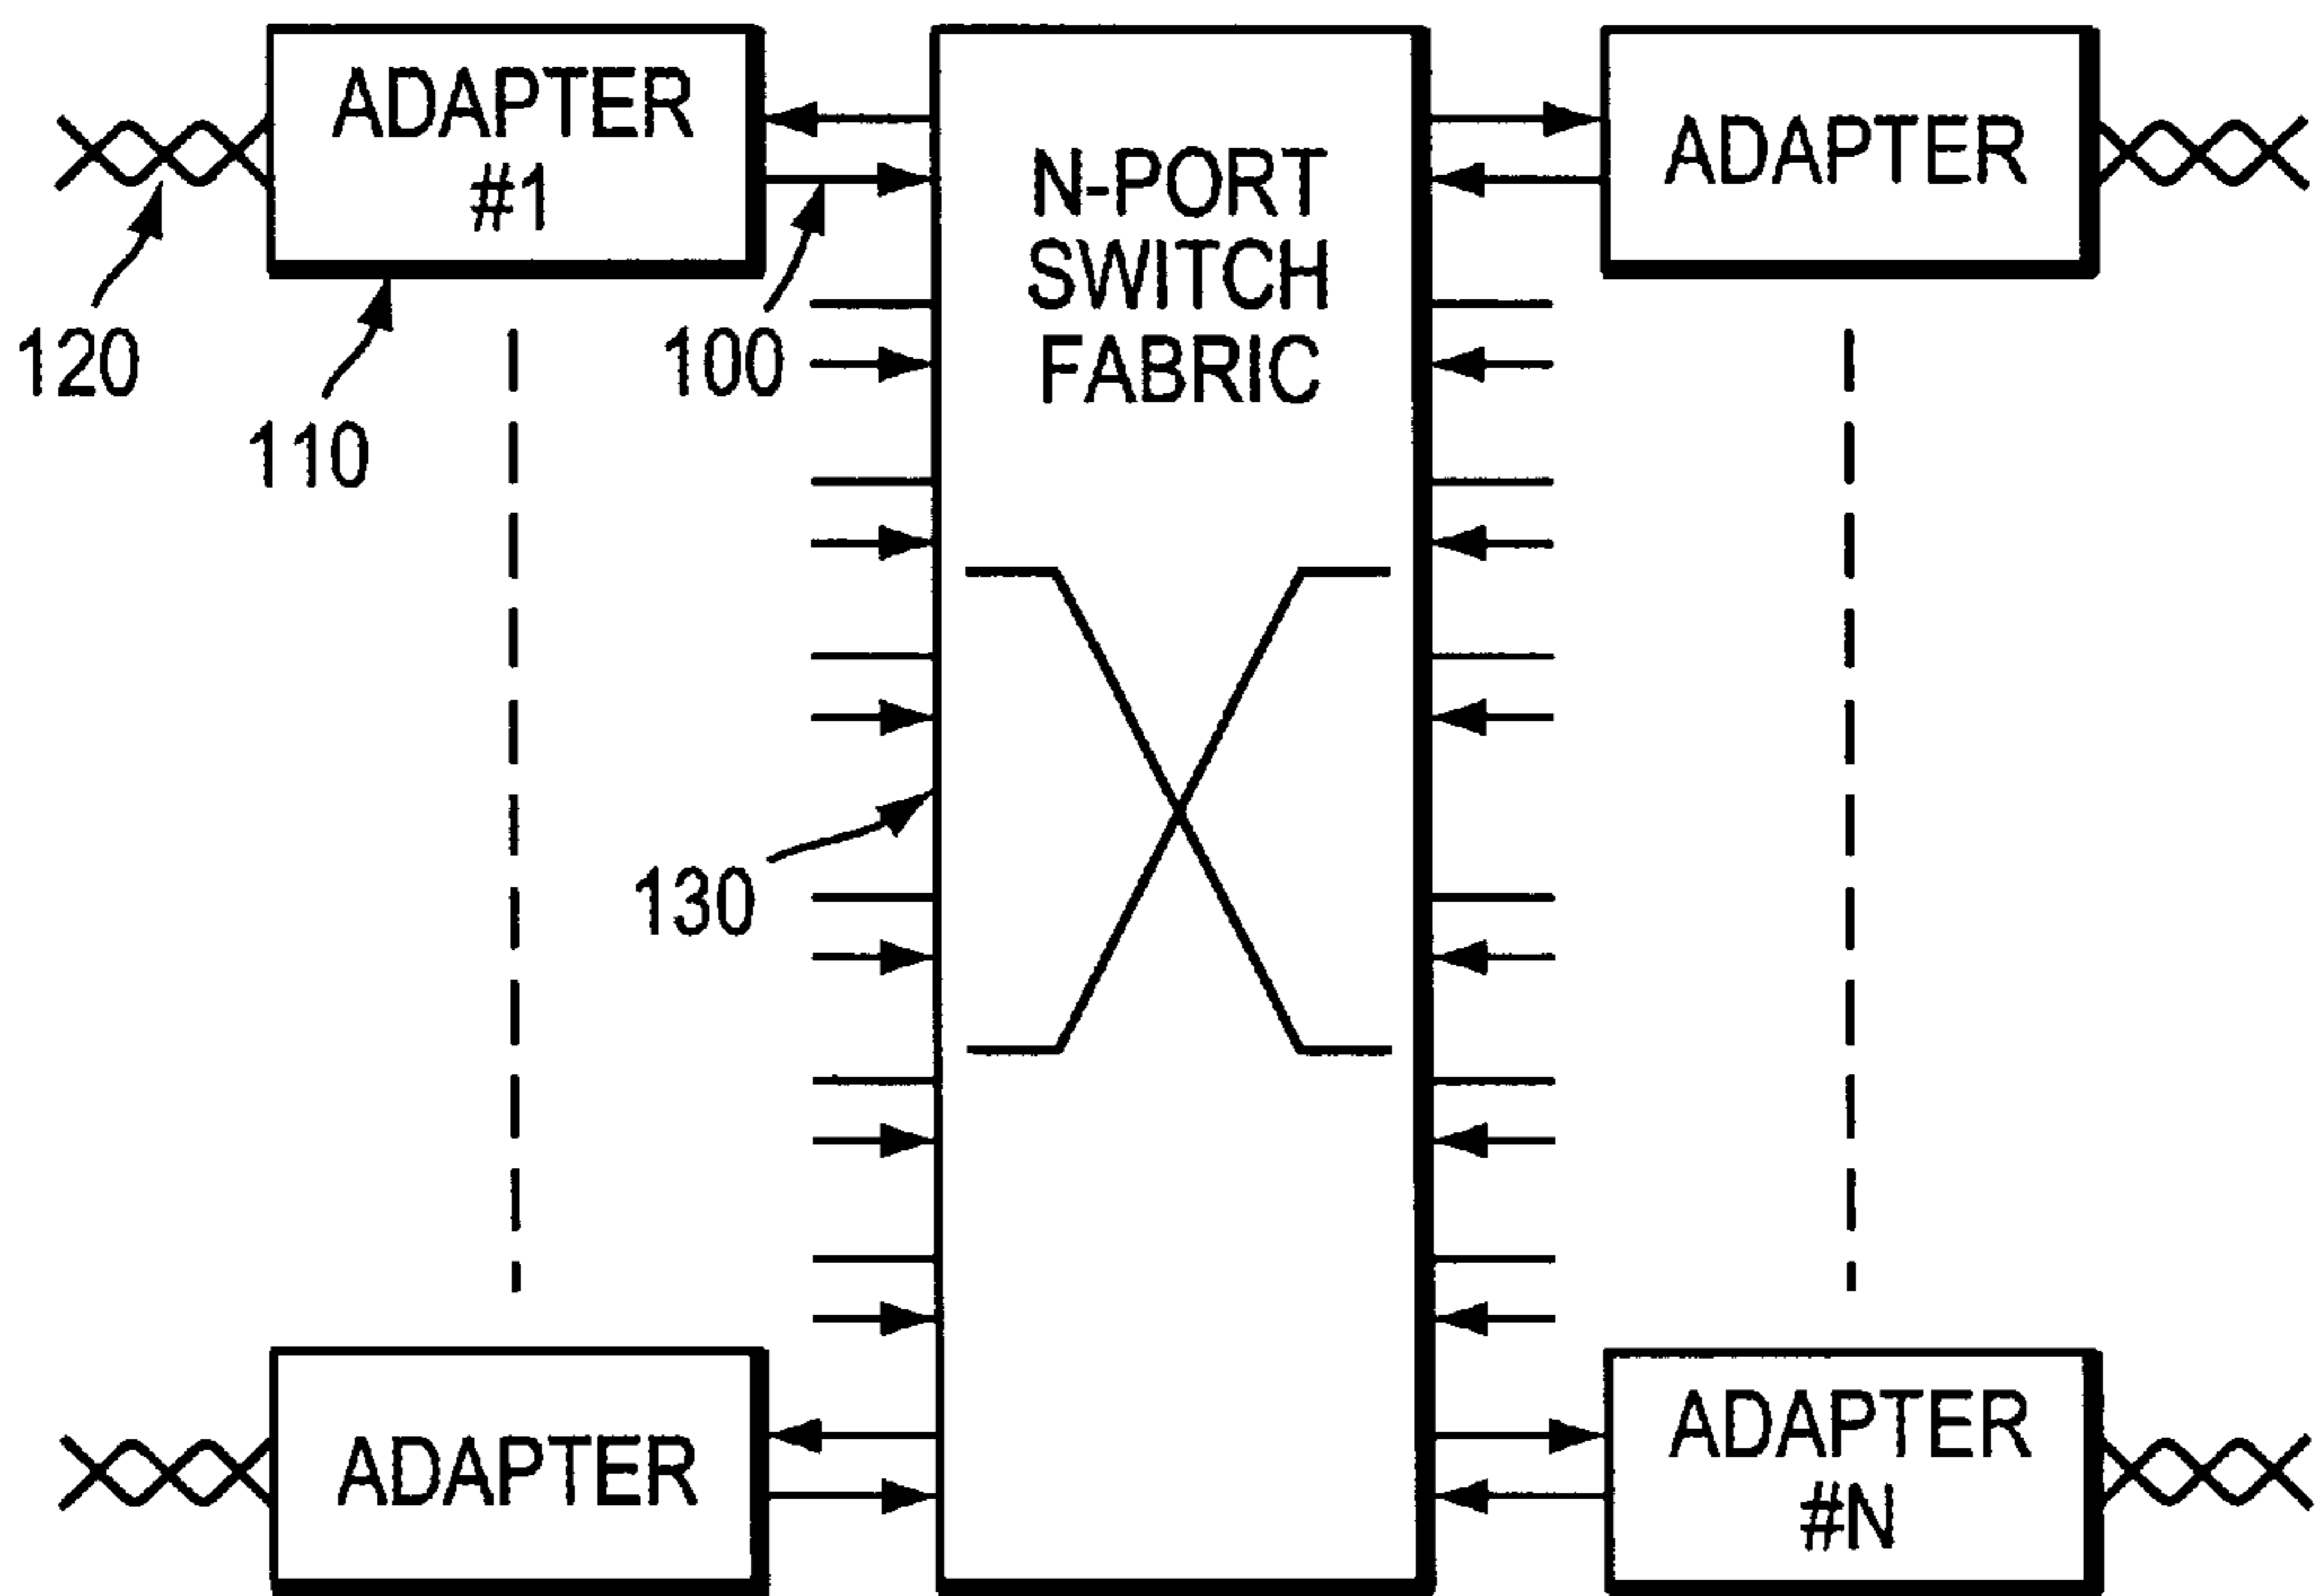 ADAPTER
#1
N-PORT
SWITCH
FABRIC
ADAPTER
120
110
100
130
ADAPTER
ADAPTER
#N